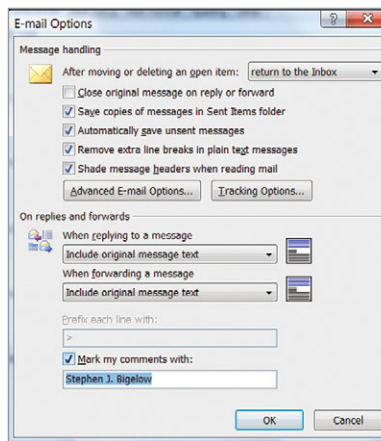 E-mail Options
Message handling
After moving or deleting an open item: return to the Inbox
Close original message on reply or forward
Save copies of messages in Sent Items folder
Automatically save unsent messages
Remove extra line breaks in plain text messages
Shade message headers when reading mail
Advanced E-mail Options... Tracking Options...
On replies and forwards
When replying to a message
Include original message text
When forwarding a message
Include original message text
Prefix each line with:
>
Mark my comments with:
Stephen J. Bigelow
OK Cancel